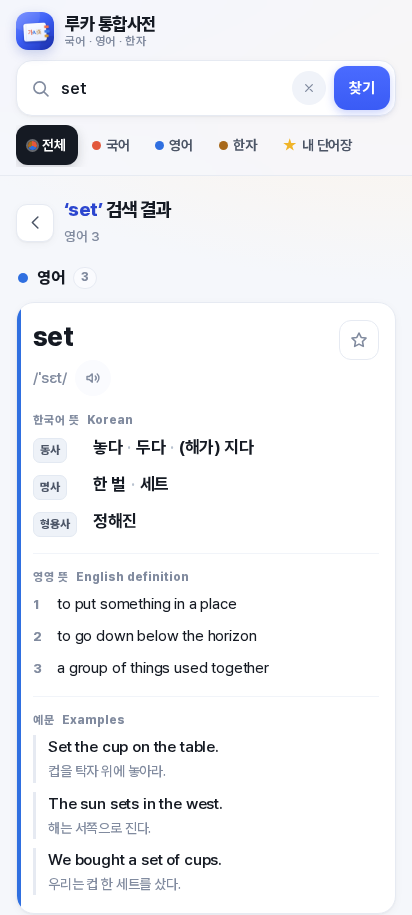 루카 통합사전
국어 · 영어 · 한자
set
찾기
전체
국어
영어
한자
내 단어장
‘set’ 검색 결과
영어 3
영어 3
set
/ˈsɛt/
한국어 뜻 Korean
동사 놓다 · 두다 · (해가) 지다
명사 한 벌 · 세트
형용사 정해진
영영 뜻 English definition
1 to put something in a place
2 to go down below the horizon
3 a group of things used together
예문 Examples
Set the cup on the table.
컵을 탁자 위에 놓아라.
The sun sets in the west.
해는 서쪽으로 진다.
We bought a set of cups.
우리는 컵 한 세트를 샀다.